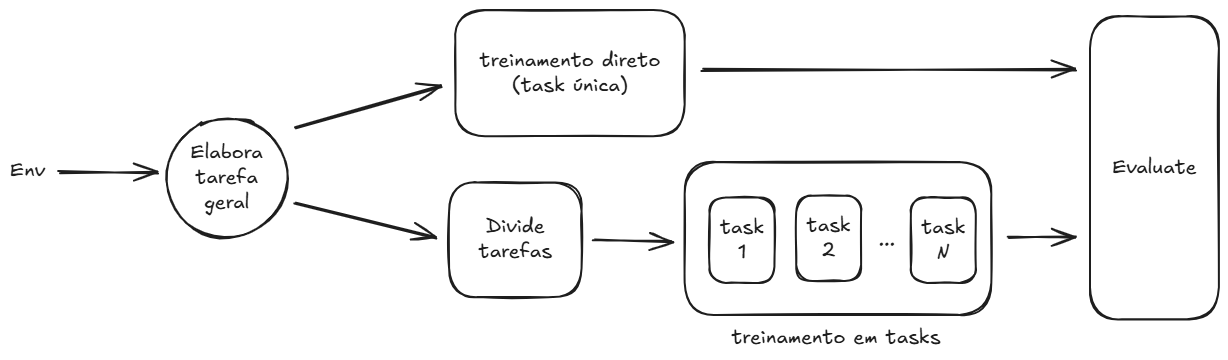 Env
Elabora
tarefa
geral
treinamento direto
(task única)
Divide
tarefas
task
1
task
2
...
task
N
treinamento em tasks
Evaluate